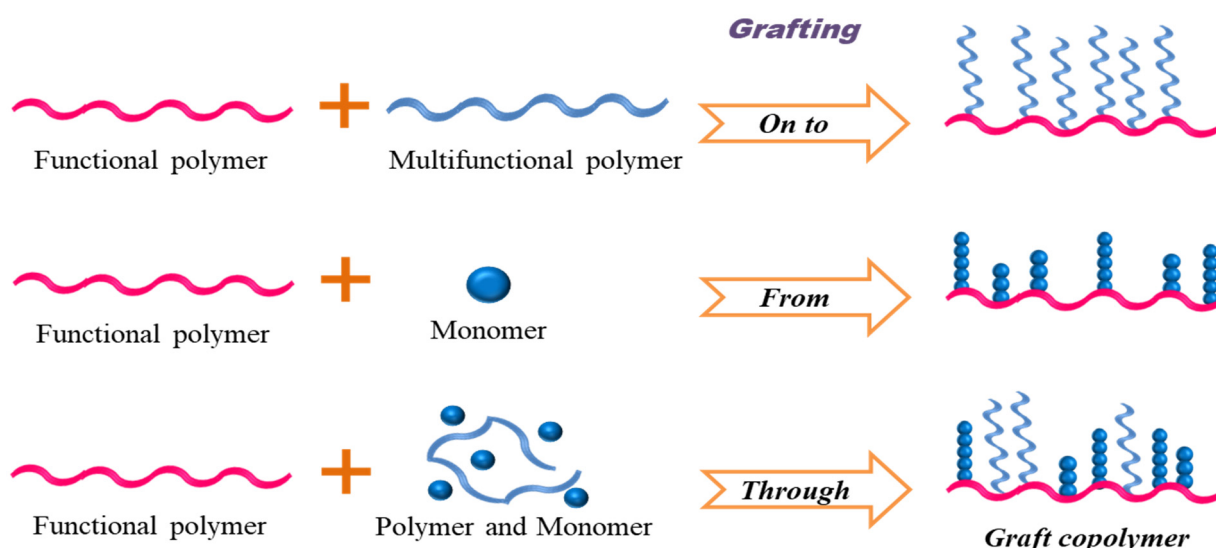 Grafting
On to
Functional polymer
Multifunctional polymer
From
Functional polymer
Monomer
Through
Functional polymer
Polymer and Monomer
Graft copolymer